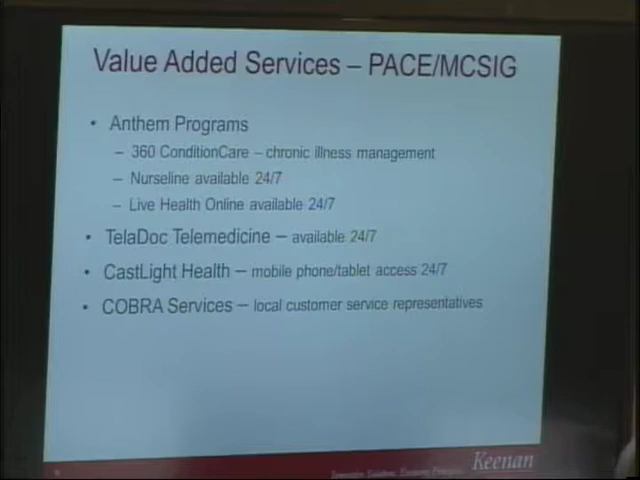 Value Added Services – PACE/MCSIG
• Anthem Programs
– 360 ConditionCare – chronic illness management
– Nurseline available 24/7
– Live Health Online available 24/7
• TelaDoc Telemedicine – available 24/7
• CastLight Health – mobile phone/tablet access 24/7
• COBRA Services – local customer service representatives
Keenan